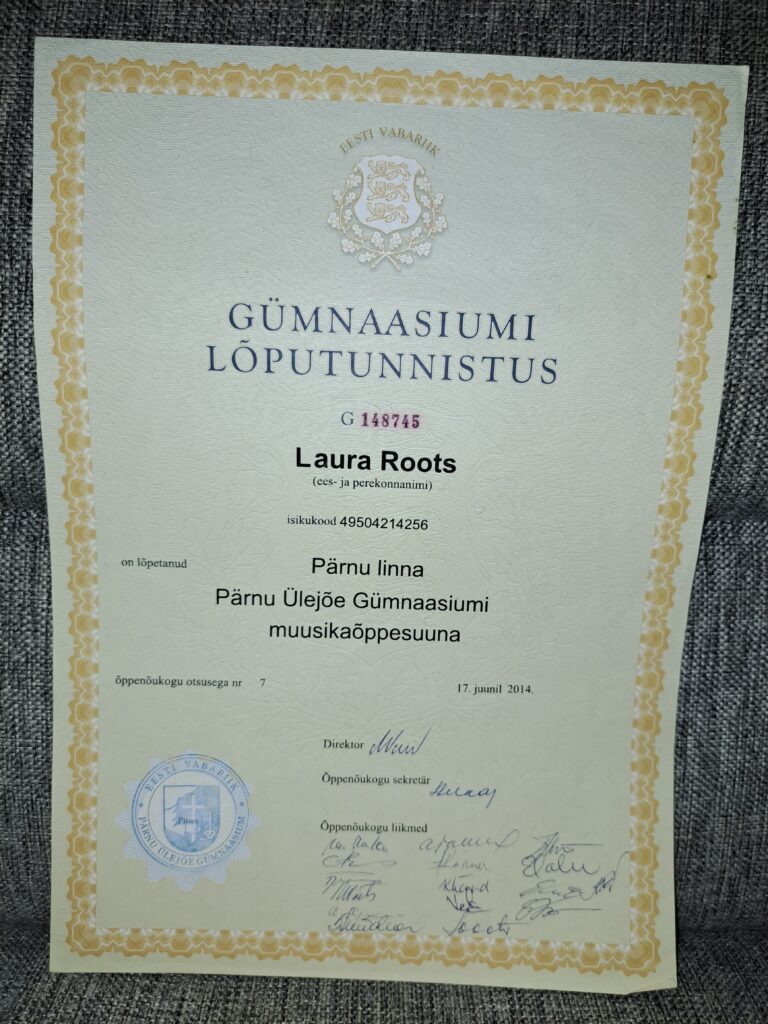 EESTI VABARIIK
GÜMNAASIUMI
LÕPUTUNNISTUS
G 148745
Laura Roots
(ees- ja perekonnanimi)
isikukood 49504214256
on lõpetanud Pärnu linna
Pärnu Ülejõe Gümnaasiumi
muusikaõppesuuna
õppenõukogu otsusega nr 7 17. juunil 2014.
Direktor
Õppenõukogu sekretär
Õppenõukogu liikmed
EESTI VABARIIK
Pitser
PÄRNU ÜLEJÕE GÜMNAASIUM